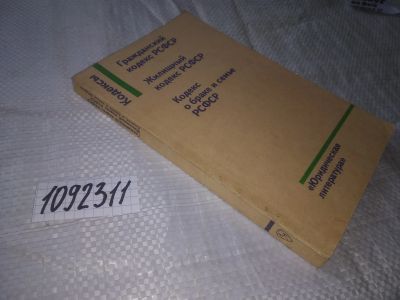 Кодексы
Гражданский
кодекс РСФСР
Жилищный
кодекс РСФСР
Кодекс
о браке и семье
РСФСР
«Юридическая
литература»
1092311